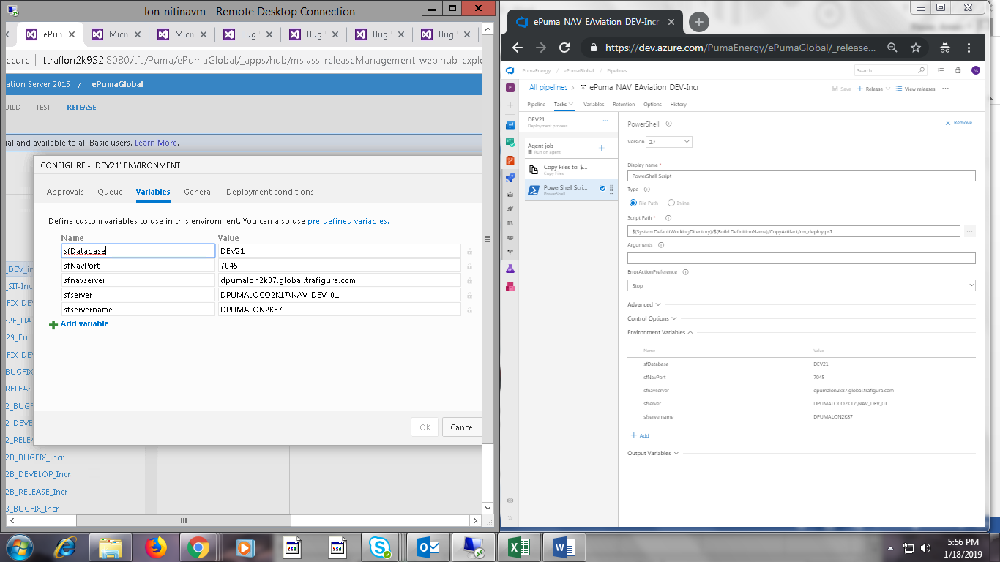 lon-nitinavm - Remote Desktop Connection
ePur
Micro
Micro
Bug
Bug
Bug
Bug
ecure ttraflon2k932:8080/tfs/Puma/ePumaGlobal/_apps/hub/ms.vss-releaseManagement-web.hub-explo
ation Server 2015 / ePumaGlobal
UILD TEST RELEASE
ial and available to all Basic users. Learn More.
CONFIGURE - 'DEV21' ENVIRONMENT
Approvals Queue Variables General Deployment conditions
Define custom variables to use in this environment. You can also use pre-defined variables.
Name Value
sfDatabase DEV21
sfNavPort 7045
sfnavserver dpumalon2k87.global.trafigura.com
sfserver DPUMALOCO2K17\NAV_DEV_01
sfservername DPUMALON2K87
Add variable
OK Cancel
_DEV_in
_SIT-Inc
FIX_DEV
E2E_UAT
29_Full
FIX_DEV
BUGFIX
RELEASE
2_BUGF
2_DEVE
2_RELE
2B_BUGFIX_incr
2B_DEVELOP_Incr
2B_RELEASE_Incr
3_BUGFIX_Incr
ePuma_NAV_EAviation_DEV-Incr
https://dev.azure.com/PumaEnergy/ePumaGlobal/_release...
PumaEnergy / ePumaGlobal / Pipelines
Search
AR
E
All pipelines > ePuma_NAV_EAviation_DEV-Incr
Save + Release View releases ...
Pipeline Tasks Variables Retention Options History
DEV21
Deployment process
...
Agent job
Run on agent
Copy Files to: $...
Copy Files
PowerShell Scri...
PowerShell
PowerShell
Remove
Version 2.*
Display name *
PowerShell Script
Type
File Path Inline
Script Path *
$(System.DefaultWorkingDirectory)/$(Build.DefinitionName)/CopyArtifact/rm_deploy.ps1
...
Arguments
ErrorActionPreference
Stop
Advanced
Control Options
Environment Variables
Name Value
sfDatabase DEV21
sfNavPort 7045
sfnavserver dpumalon2k87.global.trafigura.com
sfserver DPUMALOCO2K17\NAV_DEV_01
sfservername DPUMALON2K87
+ Add
Output Variables
5:56 PM
1/18/2019